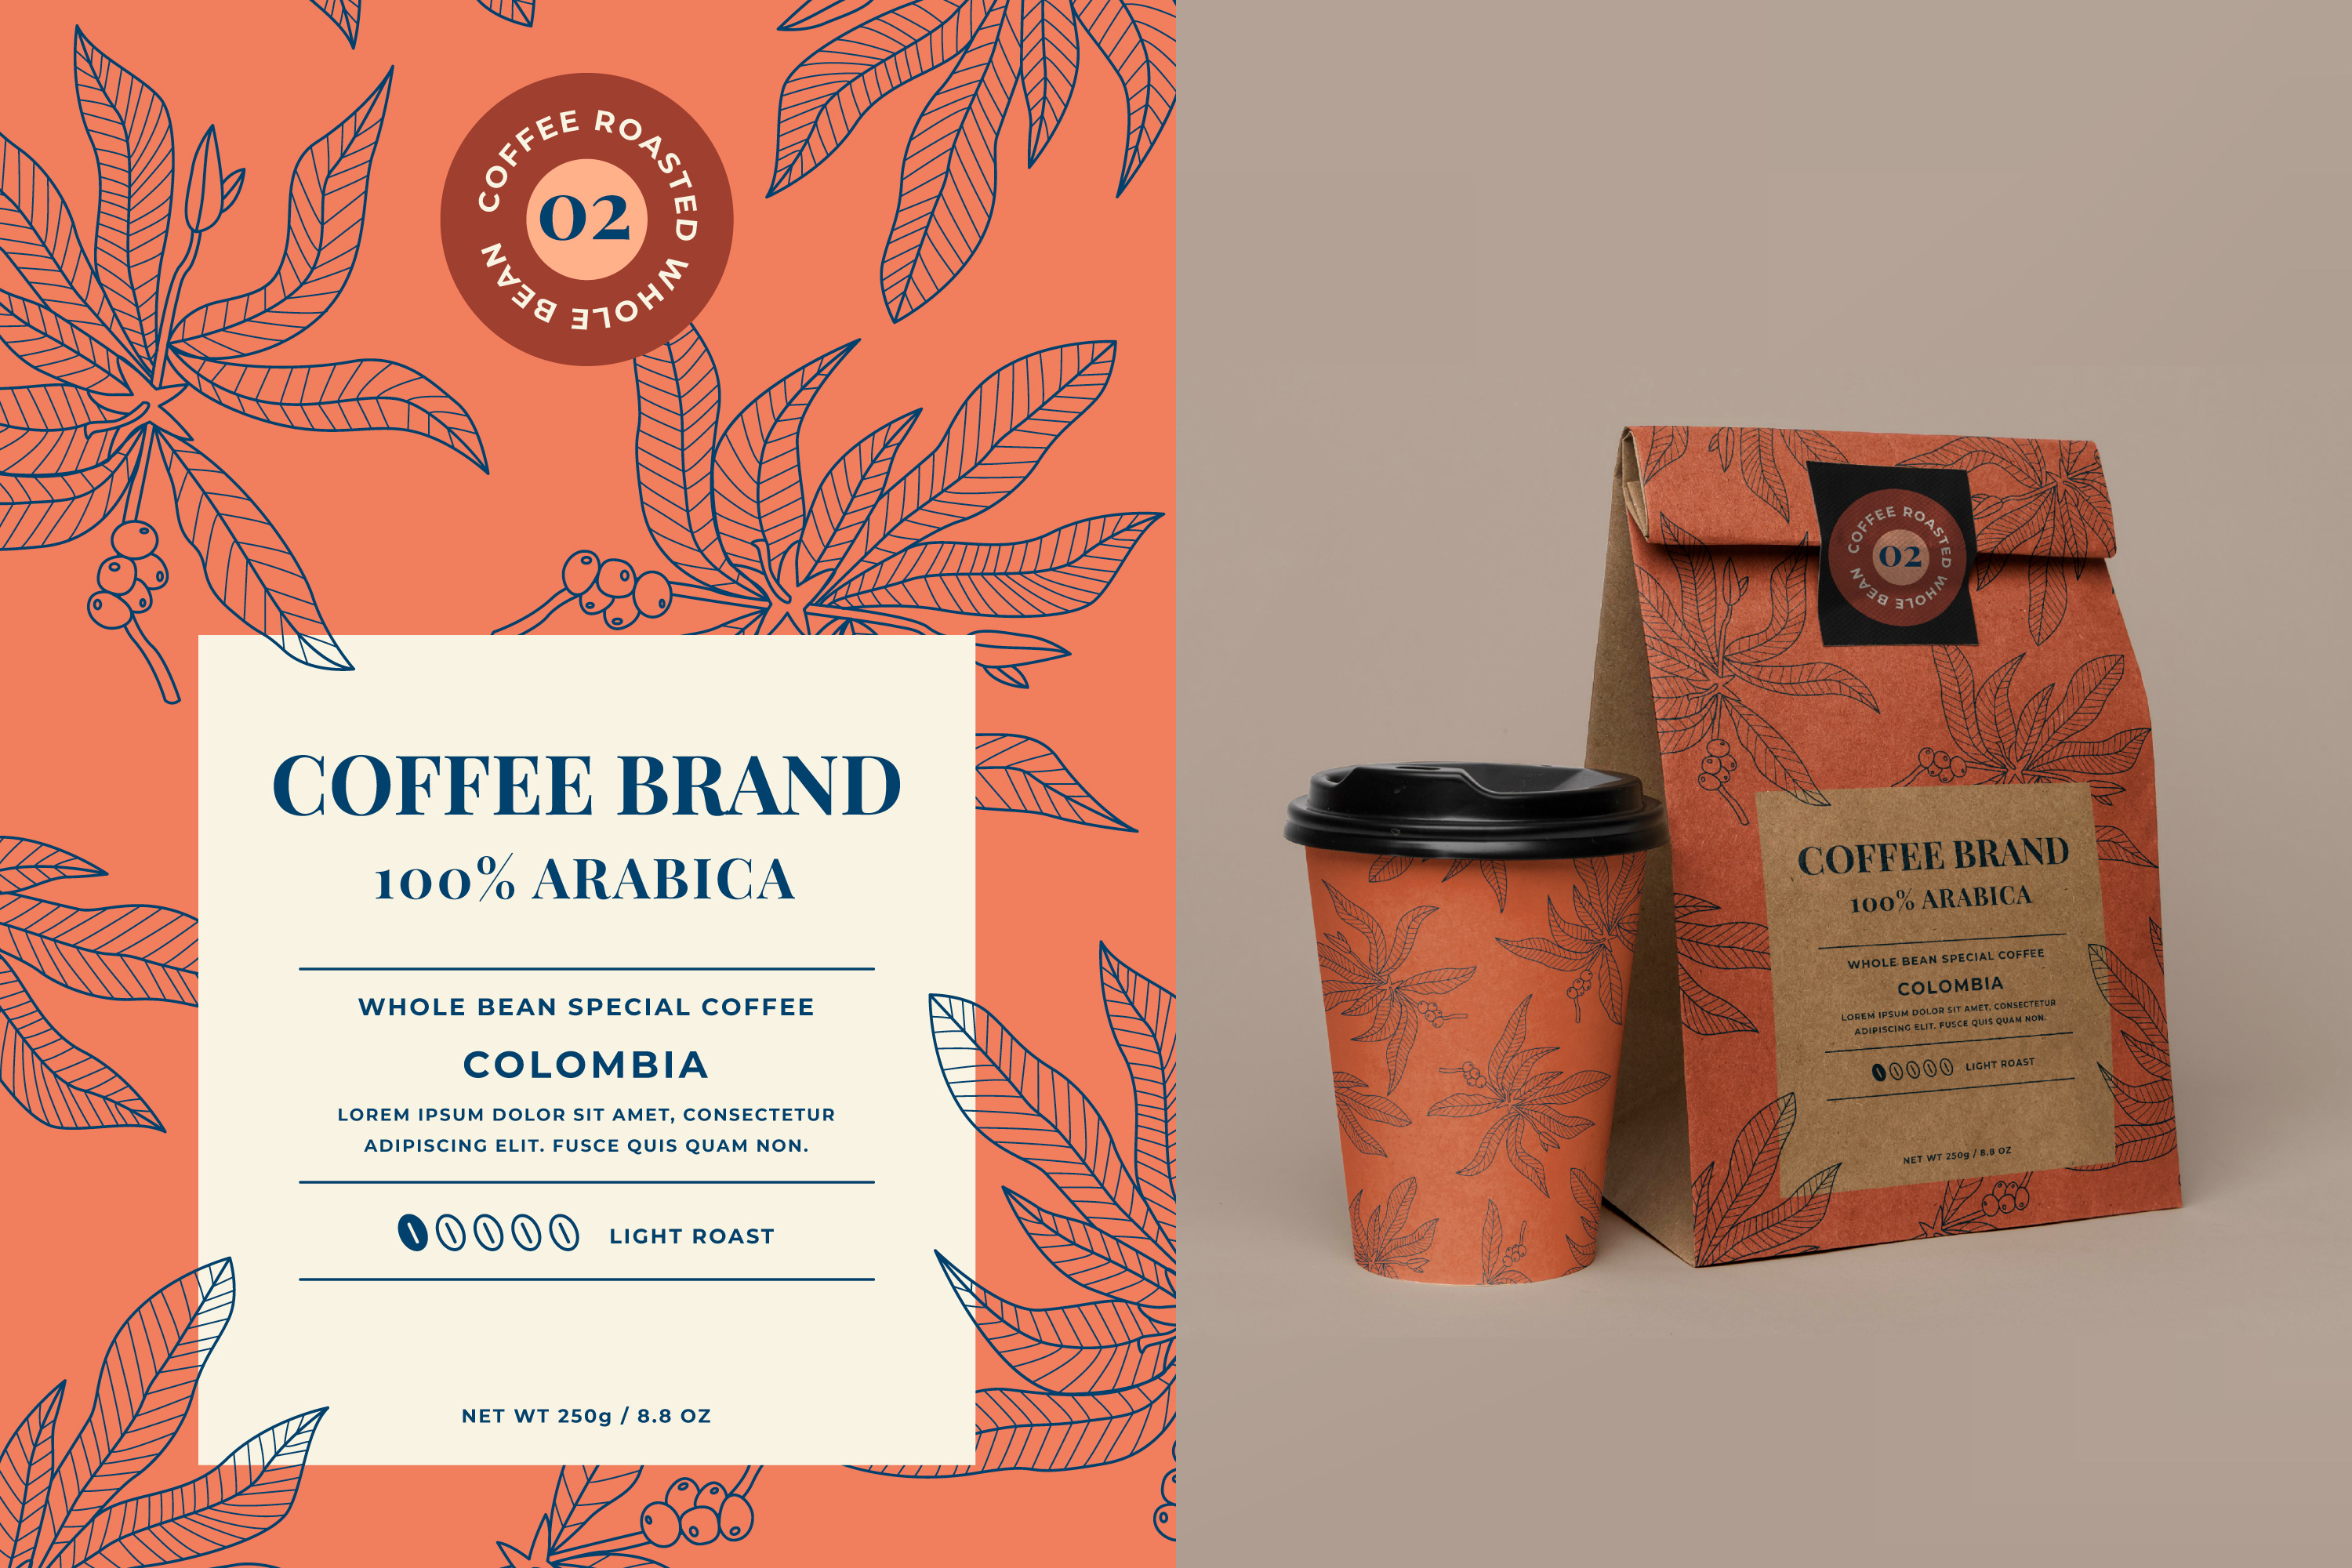 COFFEE ROASTED WHOLE BEAN
02
COFFEE BRAND
100% ARABICA
WHOLE BEAN SPECIAL COFFEE
COLOMBIA
LOREM IPSUM DOLOR SIT AMET, CONSECTETUR
ADIPISCING ELIT. FUSCE QUIS QUAM NON.
LIGHT ROAST
NET WT 250g / 8.8 OZ
COFFEE ROASTED WHOLE BEAN
02
COFFEE BRAND
100% ARABICA
WHOLE BEAN SPECIAL COFFEE
COLOMBIA
LOREM IPSUM DOLOR SIT AMET, CONSECTETUR
ADIPISCING ELIT. FUSCE QUIS QUAM NON.
LIGHT ROAST
NET WT 250g / 8.8 OZ